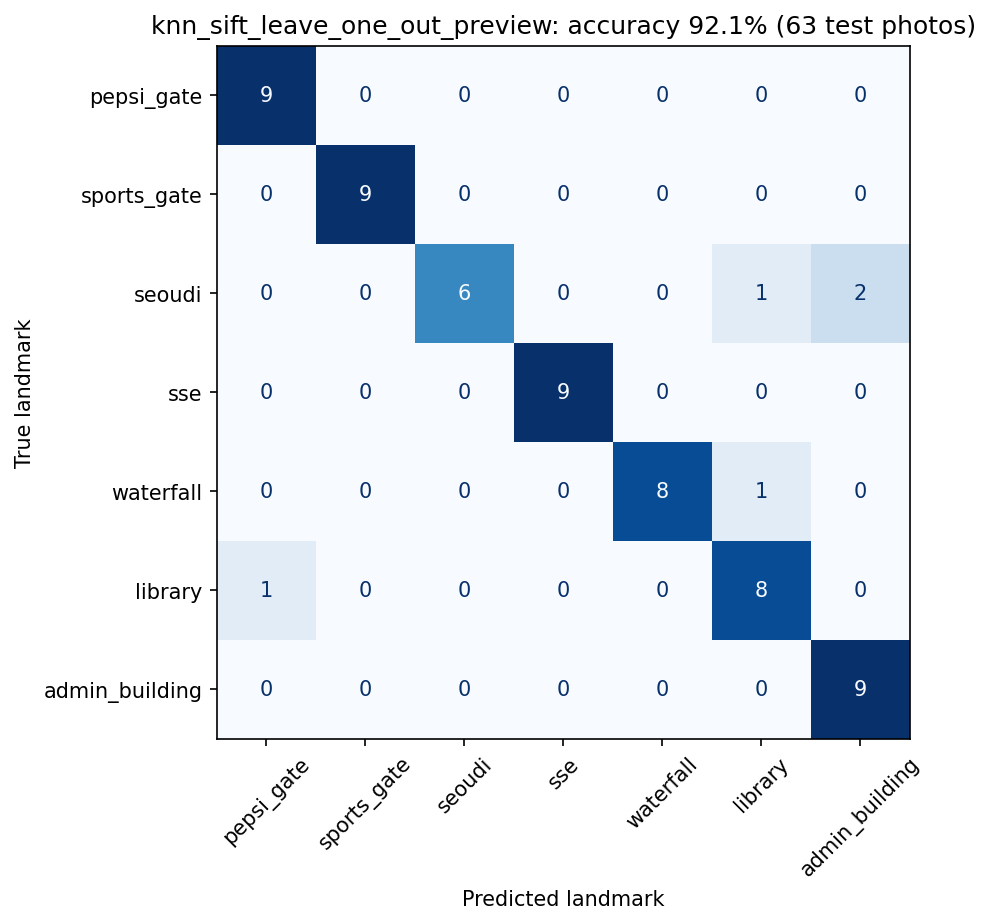 knn_sift_leave_one_out_preview: accuracy 92.1% (63 test photos)
True landmark
pepsi_gate 9 0 0 0 0 0 0
sports_gate 0 9 0 0 0 0 0
seoudi 0 0 6 0 0 1 2
sse 0 0 0 9 0 0 0
waterfall 0 0 0 0 8 1 0
library 1 0 0 0 0 8 0
admin_building 0 0 0 0 0 0 9
pepsi_gate sports_gate seoudi sse waterfall library admin_building
Predicted landmark